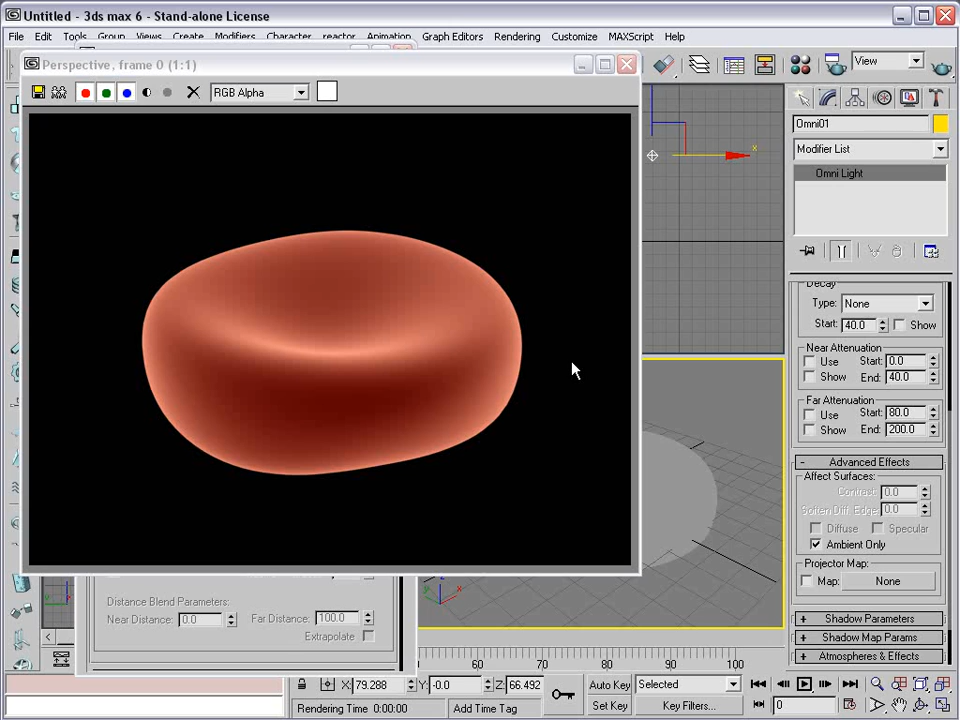 Untitled - 3ds max 6 - Stand-alone License
File Edit Tools Group Views Create Modifiers Character reactor Animation Graph Editors Rendering Customize MAXScript Help
Perspective, frame 0 (1:1)
View
RGB Alpha
Omni01
Modifier List
Omni Light
x
Decay
Type: None
Start: 40.0 Show
Near Attenuation
Use Start: 0.0
Show End: 40.0
Far Attenuation
Use Start: 80.0
Show End: 200.0
- Advanced Effects
Affect Surfaces:
Contrast: 0.0
Soften Diff. Edge: 0.0
Diffuse Specular
Ambient Only
Projector Map:
Map: None
+ Shadow Parameters
+ Shadow Map Params
+ Atmospheres & Effects
Distance Blend Parameters:
Near Distance: 0.0 Far Distance: 100.0
Extrapolate
z
x
60 70 80 90 100
X: 79.288 Y: -0.0 Z: 66.492 Auto Key Selected
Rendering Time 0:00:00 Add Time Tag Set Key Key Filters... 0